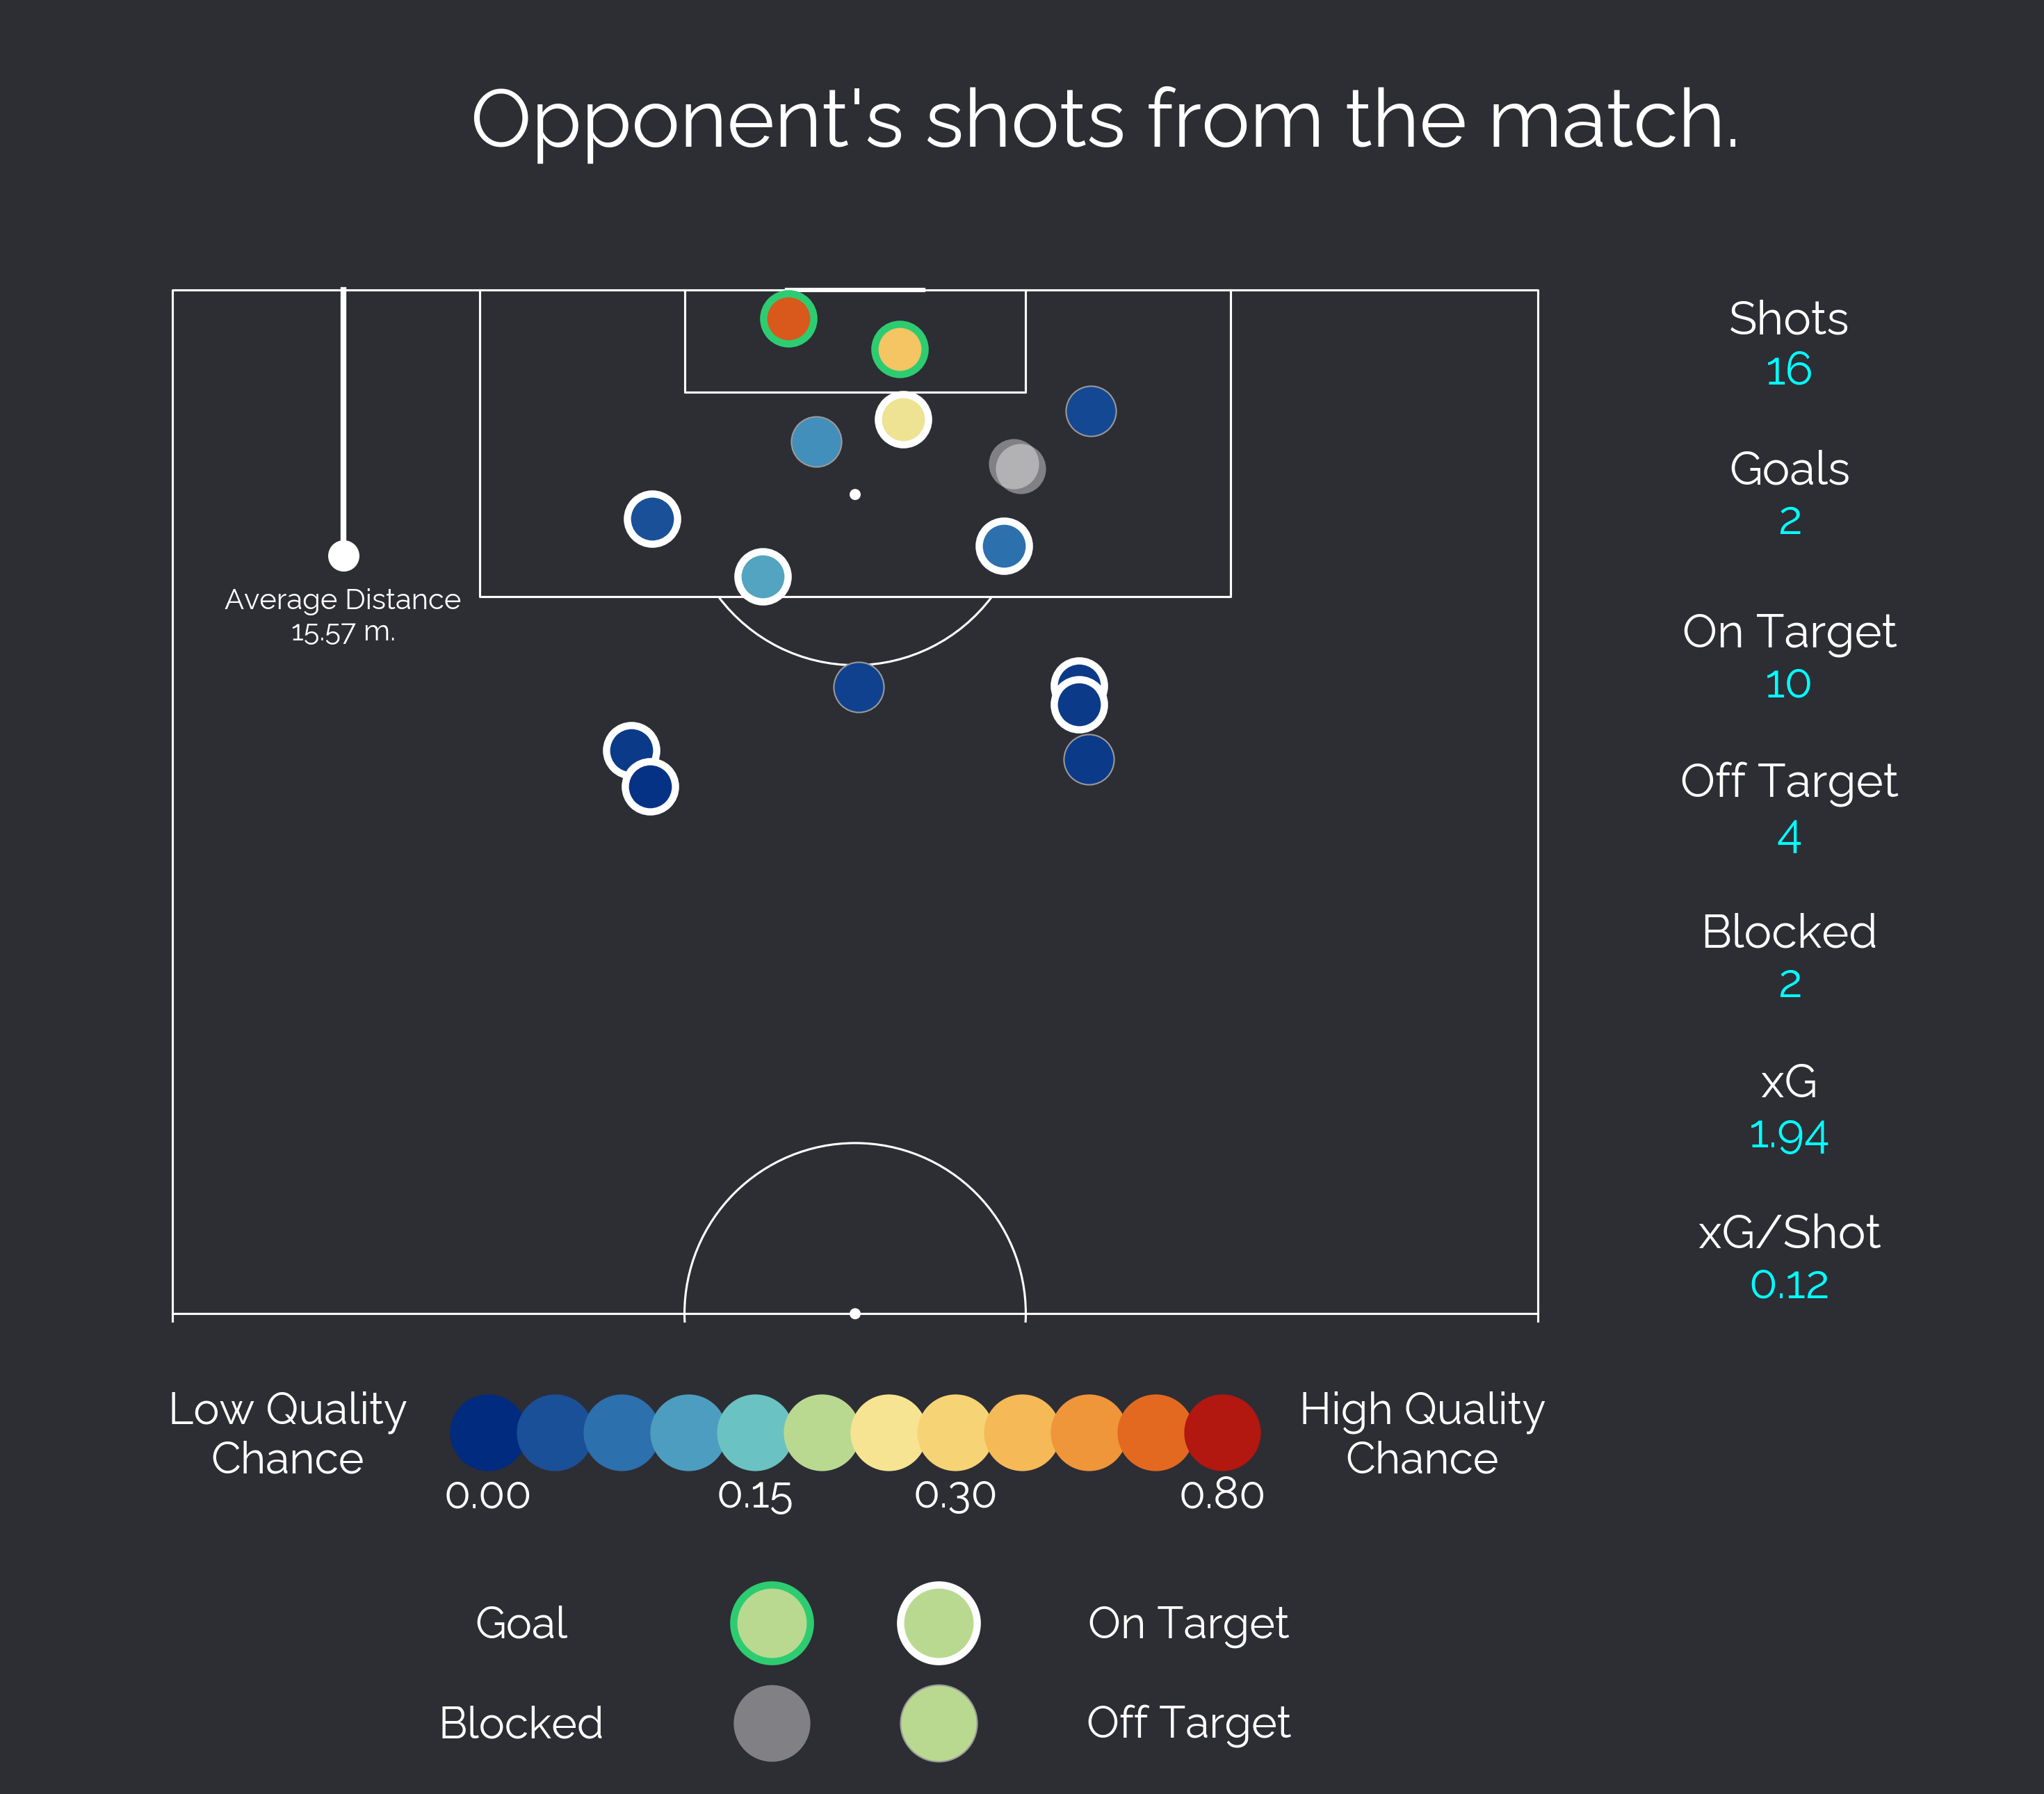 Opponent's shots from the match.
Shots
16
Goals
2
On Target
10
Off Target
4
Blocked
2
xG
1.94
xG/Shot
0.12
Average Distance
15.57 m.
Low Quality
Chance
0.00
0.15
0.30
0.80
High Quality
Chance
Goal
On Target
Blocked
Off Target